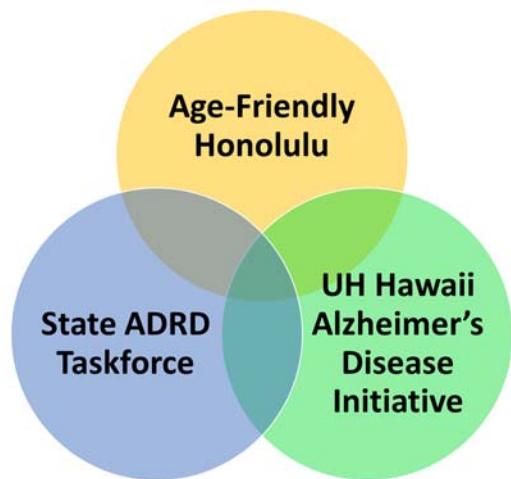 Age-Friendly
Honolulu
State ADRD
Taskforce
UH Hawaii
Alzheimer’s
Disease
Initiative